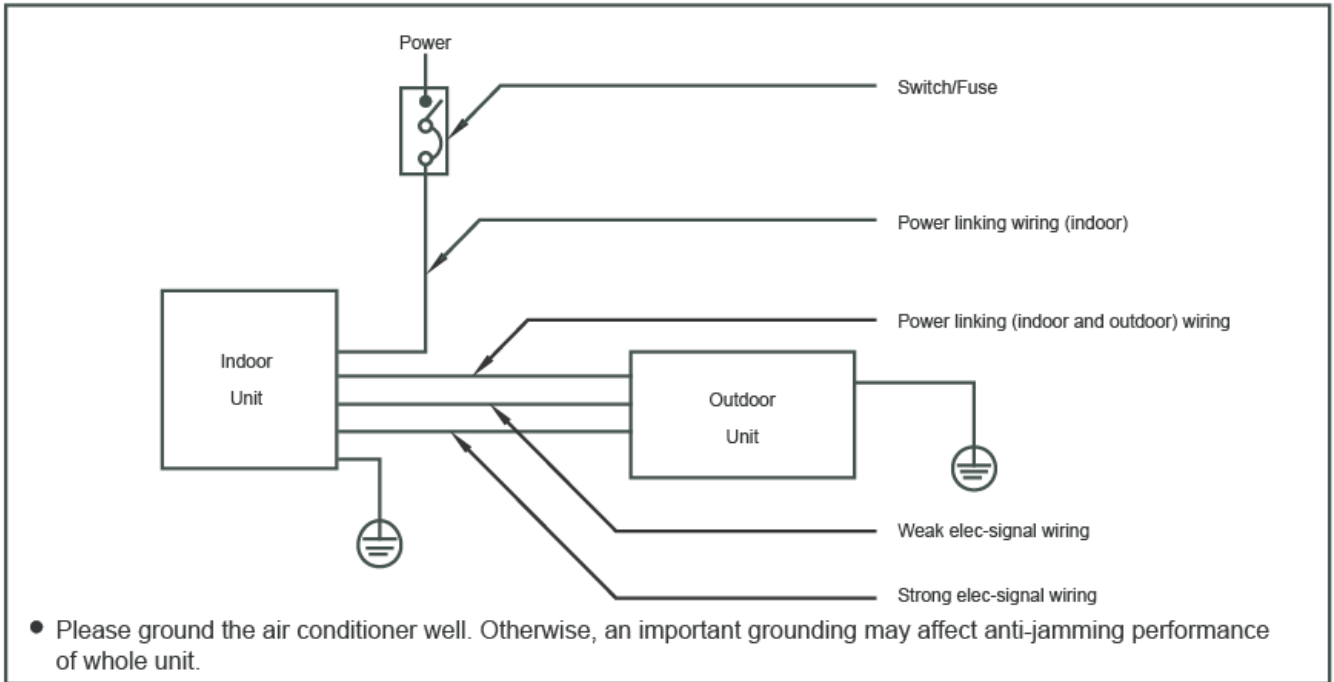 Power
Switch/Fuse
Power linking wiring (indoor)
Power linking (indoor and outdoor) wiring
Indoor
Unit
Outdoor
Unit
Weak elec-signal wiring
Strong elec-signal wiring
● Please ground the air conditioner well. Otherwise, an important grounding may affect anti-jamming performance
of whole unit.